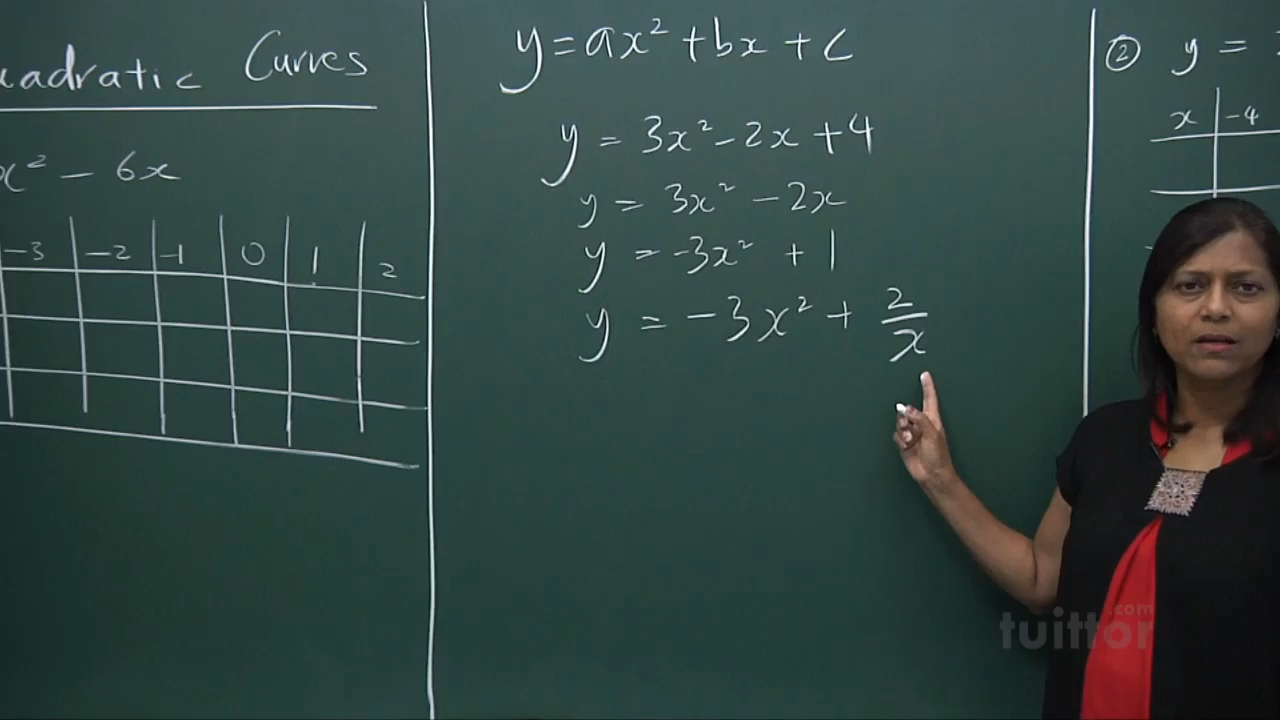 Curves
x² - 6x
-3 -2 -1 0 1 2
y = ax² + bx + c
y = 3x² - 2x + 4
y = 3x² - 2x
y = -3x² + 1
y = -3x² + 2/x
② y =
x -4
tuittor.com